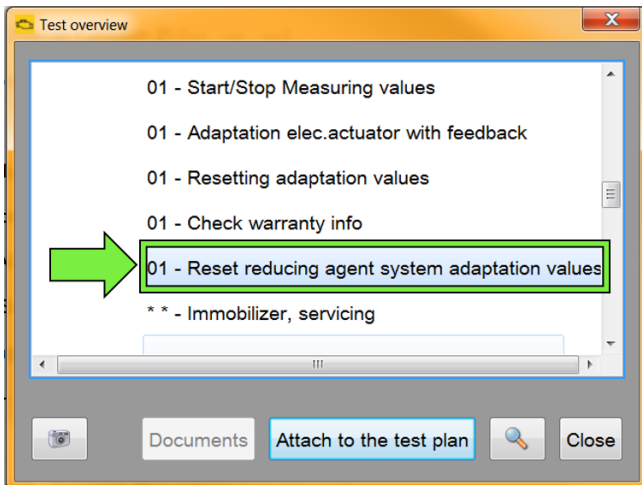 Test overview
01 - Start/Stop Measuring values
01 - Adaptation elec.actuator with feedback
01 - Resetting adaptation values
01 - Check warranty info
01 - Reset reducing agent system adaptation values
* * - Immobilizer, servicing
Documents Attach to the test plan Close